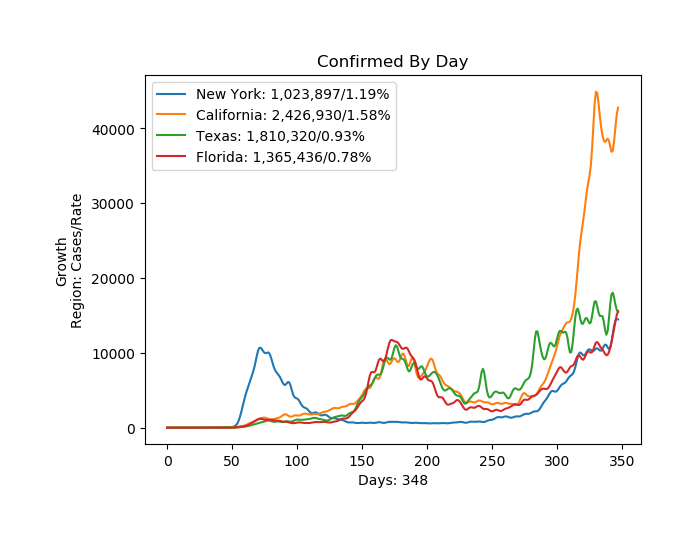 Confirmed By Day
New York: 1,023,897/1.19%
California: 2,426,930/1.58%
Texas: 1,810,320/0.93%
Florida: 1,365,436/0.78%
40000
30000
20000
10000
0
Growth
Region: Cases/Rate
0 50 100 150 200 250 300 350
Days: 348